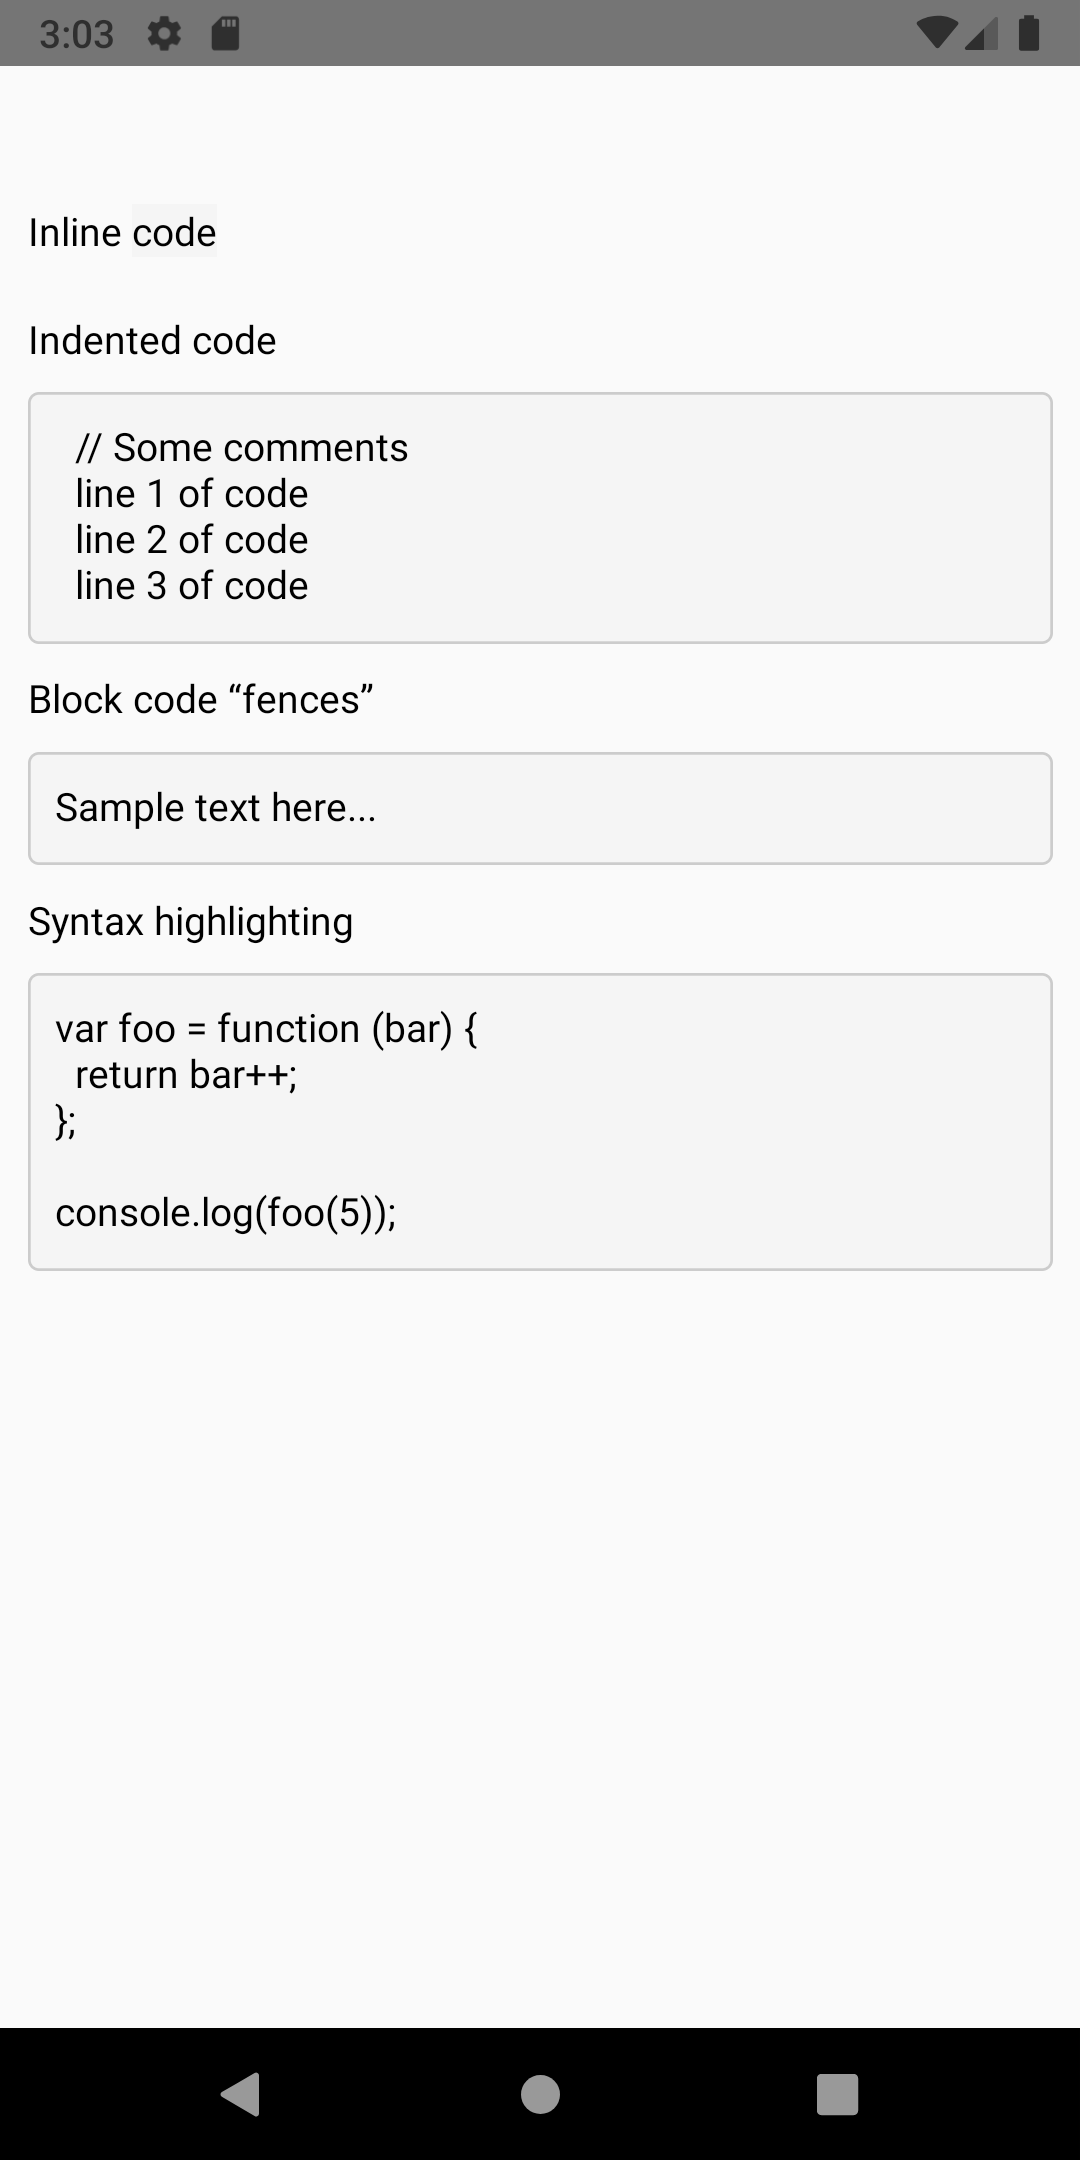 3:03
Inline code
Indented code
// Some comments
line 1 of code
line 2 of code
line 3 of code
Block code “fences”
Sample text here...
Syntax highlighting
var foo = function (bar) {
  return bar++;
};
console.log(foo(5));